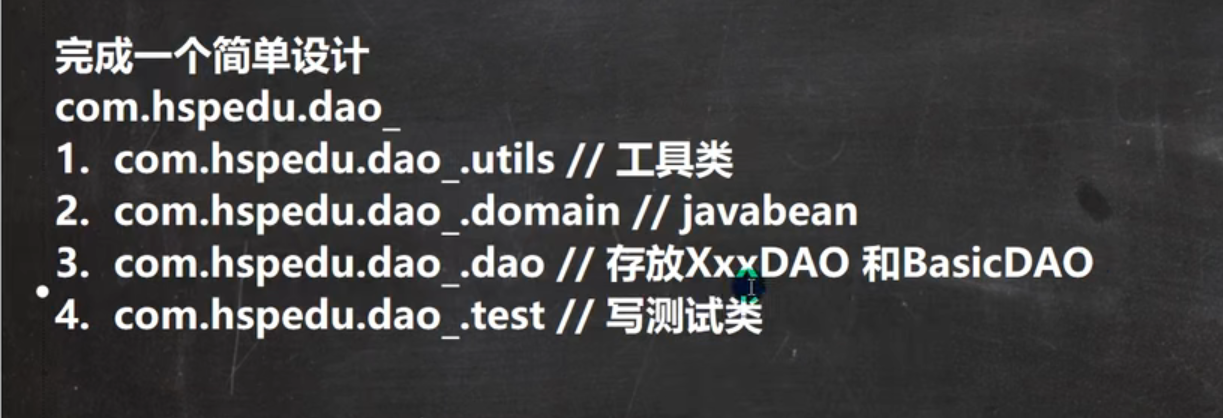 完成一个简单设计
com.hspedu.dao_
1. com.hspedu.dao_.utils // 工具类
2. com.hspedu.dao_.domain // javabean
3. com.hspedu.dao_.dao // 存放XxxDAO 和BasicDAO
4. com.hspedu.dao_.test // 写测试类